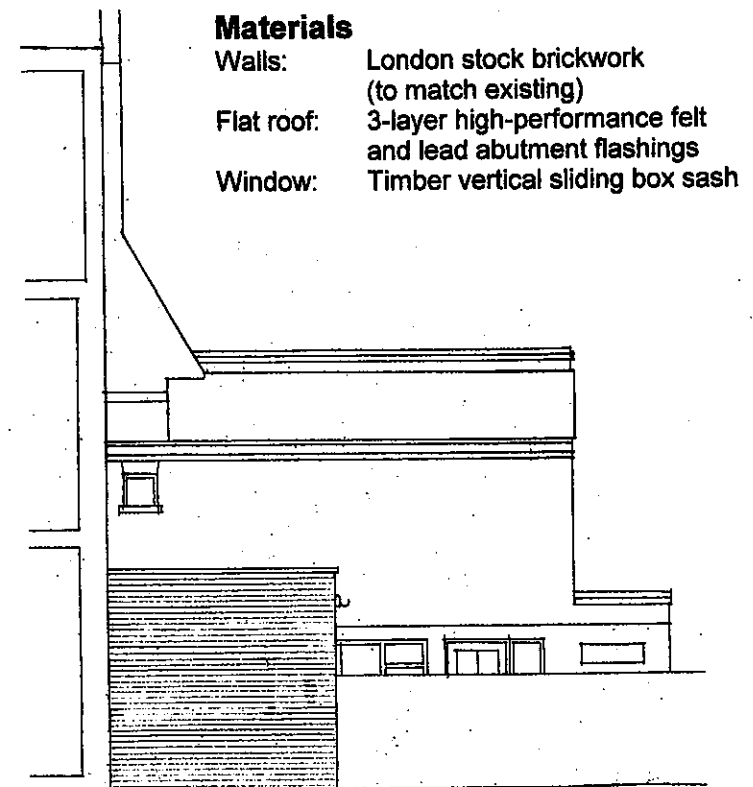 Materials
Walls: London stock brickwork
(to match existing)
Flat roof: 3-layer high-performance felt
and lead abutment flashings
Window: Timber vertical sliding box sash